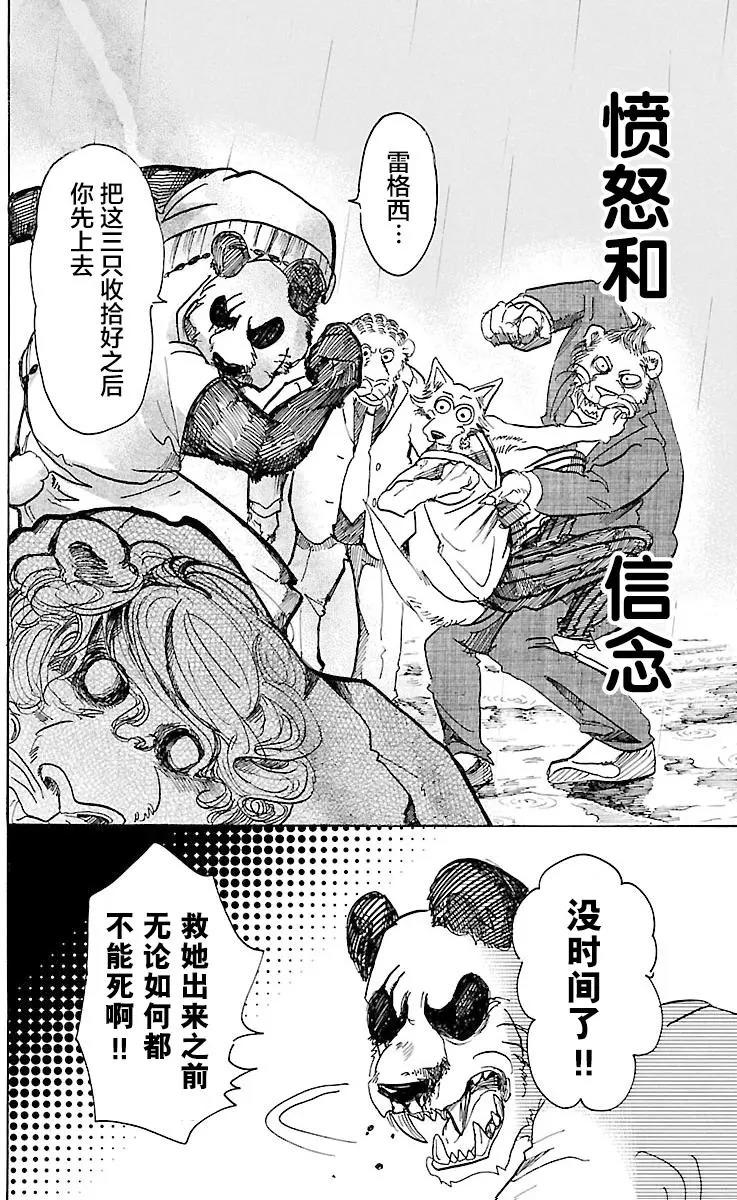 愤怒和
信念
雷格西…
把这三只收拾好之后
你先上去
没时间了!!
救她出来之前
无论如何都
不能死啊!!